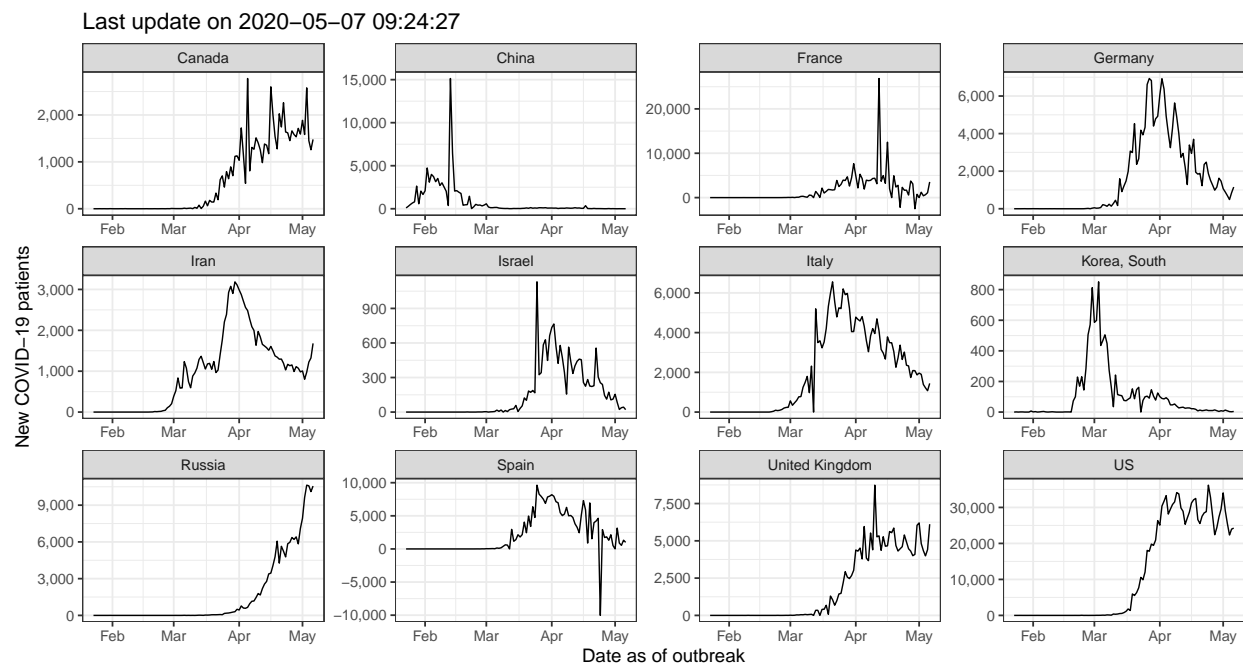 Last update on 2020−05−07 09:24:27
New COVID−19 patients
Canada
2,000
1,000
0
Feb Mar Apr May
China
15,000
10,000
5,000
0
Feb Mar Apr May
France
20,000
10,000
0
Feb Mar Apr May
Germany
6,000
4,000
2,000
0
Feb Mar Apr May
Iran
3,000
2,000
1,000
0
Feb Mar Apr May
Israel
900
600
300
0
Feb Mar Apr May
Italy
6,000
4,000
2,000
0
Feb Mar Apr May
Korea, South
800
600
400
200
0
Feb Mar Apr May
Russia
9,000
6,000
3,000
0
Feb Mar Apr May
Spain
10,000
5,000
0
−5,000
−10,000
Feb Mar Apr May
United Kingdom
7,500
5,000
2,500
0
Feb Mar Apr May
US
30,000
20,000
10,000
0
Feb Mar Apr May
Date as of outbreak